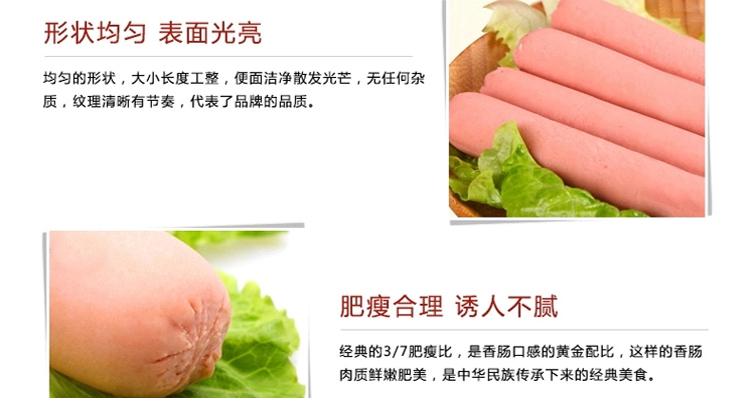 形状均匀 表面光亮
均匀的形状，大小长度工整，便面洁净散发光芒，无任何杂
质，纹理清晰有节奏，代表了品牌的品质。
肥瘦合理 诱人不腻
经典的3/7肥瘦比，是香肠口感的黄金配比，这样的香肠
肉质鲜嫩肥美，是中华民族传承下来的经典美食。